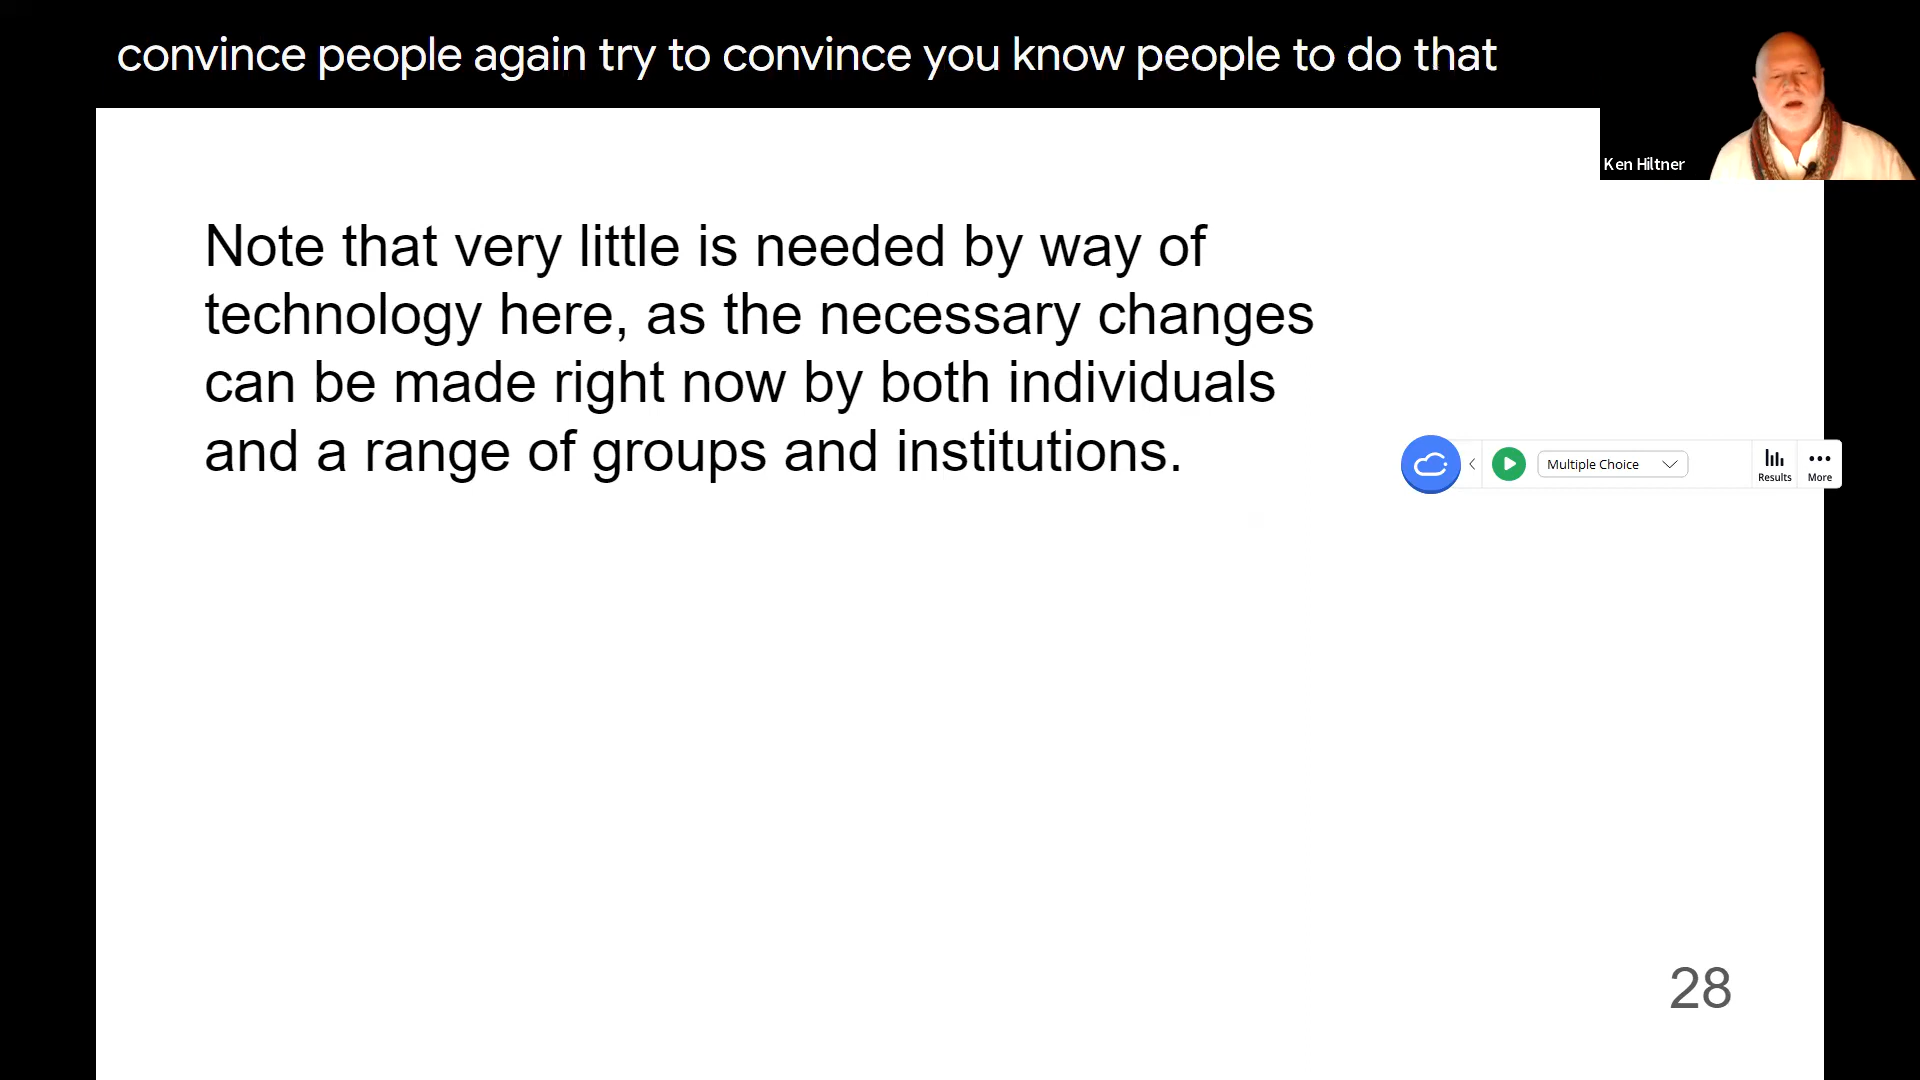 convince people again try to convince you know people to do that
Ken Hiltner
Note that very little is needed by way of
technology here, as the necessary changes
can be made right now by both individuals
and a range of groups and institutions.
Multiple Choice
Results
More
28